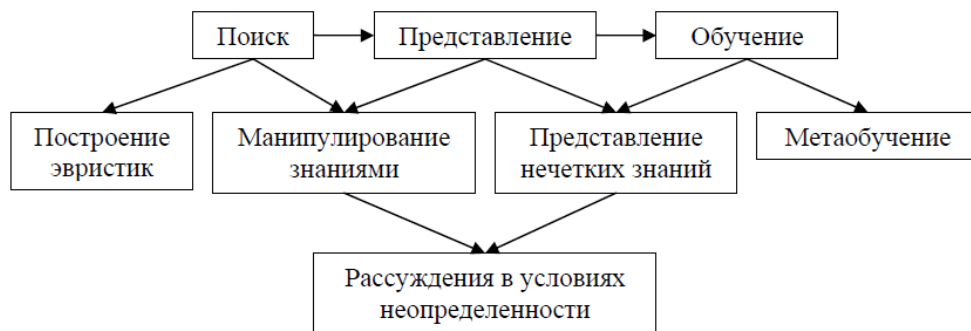 Поиск
Представление
Обучение
Построение
эвристик
Манипулирование
знаниями
Представление
нечетких знаний
Метаобучение
Рассуждения в условиях
неопределенности